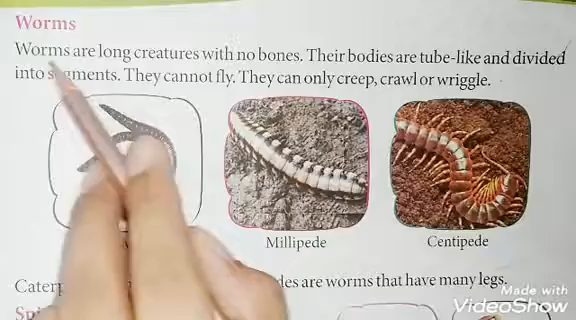 Worms
Worms are long creatures with no bones. Their bodies are tube-like and divided
into segments. They cannot fly. They can only creep, crawl or wriggle.
Millipede
Centipede
are worms that have many legs.
Made with
VideoShow